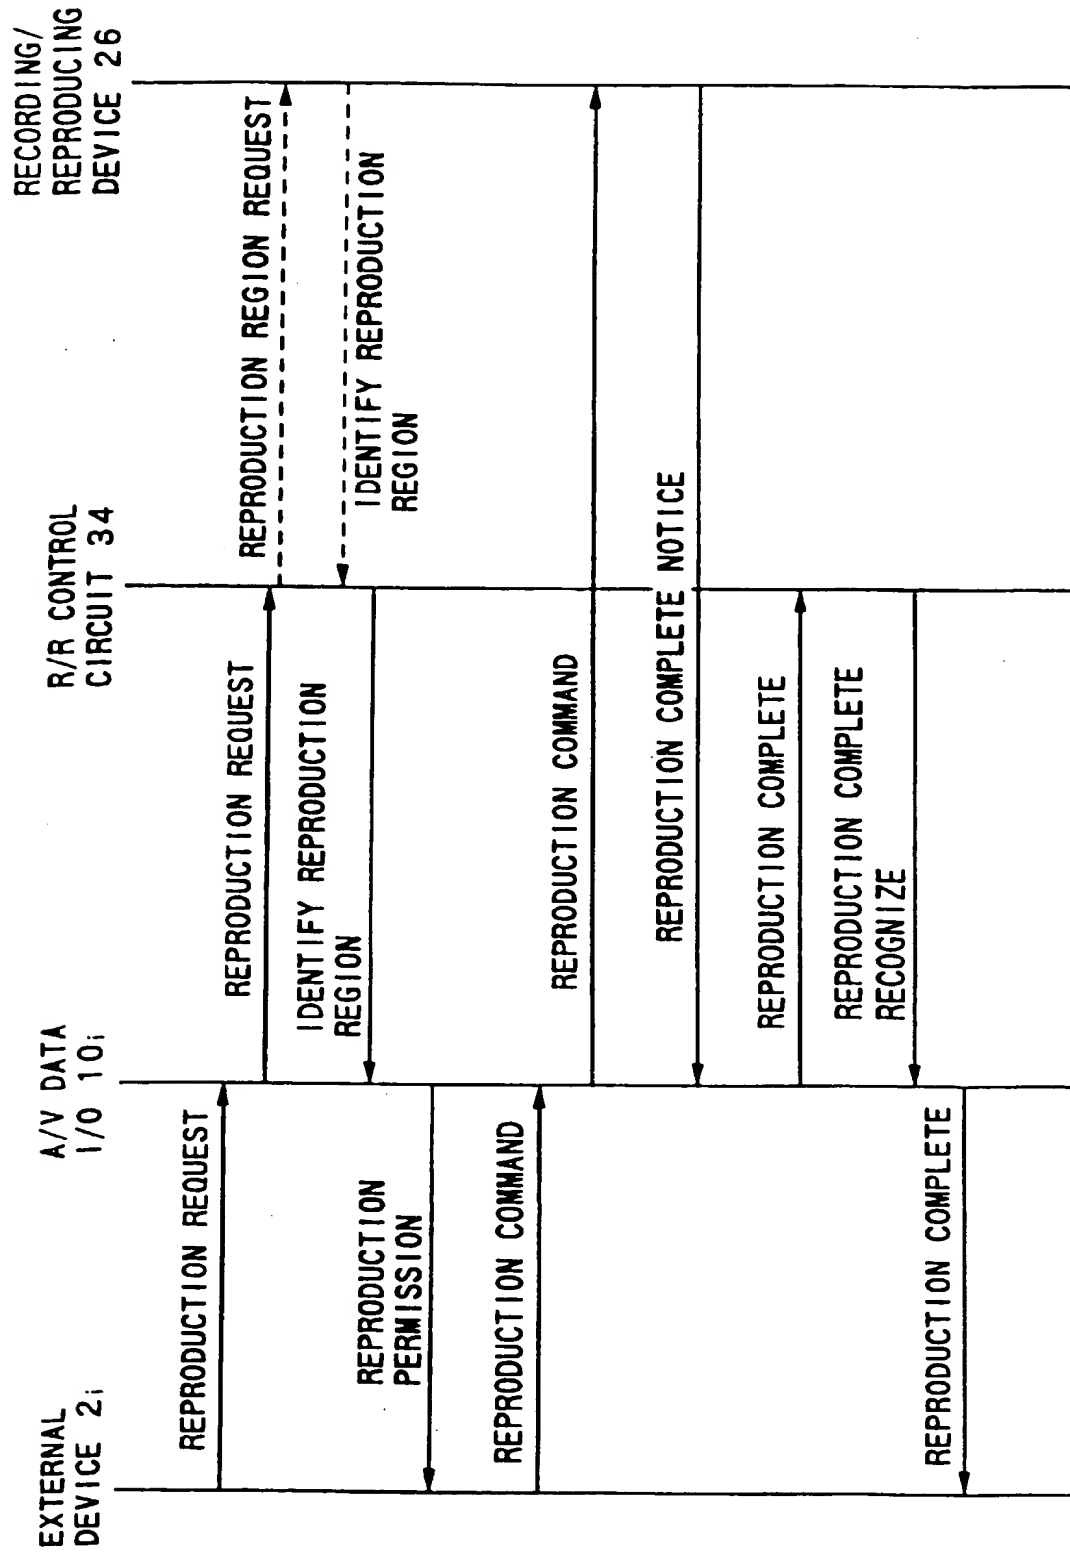 EXTERNAL
DEVICE 2i
A/V DATA
I/O 10i
R/R CONTROL
CIRCUIT 34
RECORDING/
REPRODUCING
DEVICE 26
REPRODUCTION REQUEST
REPRODUCTION REQUEST
REPRODUCTION REGION REQUEST
IDENTIFY REPRODUCTION
REGION
IDENTIFY REPRODUCTION
REGION
REPRODUCTION
PERMISSION
REPRODUCTION COMMAND
REPRODUCTION COMMAND
REPRODUCTION COMPLETE NOTICE
REPRODUCTION COMPLETE
REPRODUCTION COMPLETE
RECOGNIZE
REPRODUCTION COMPLETE